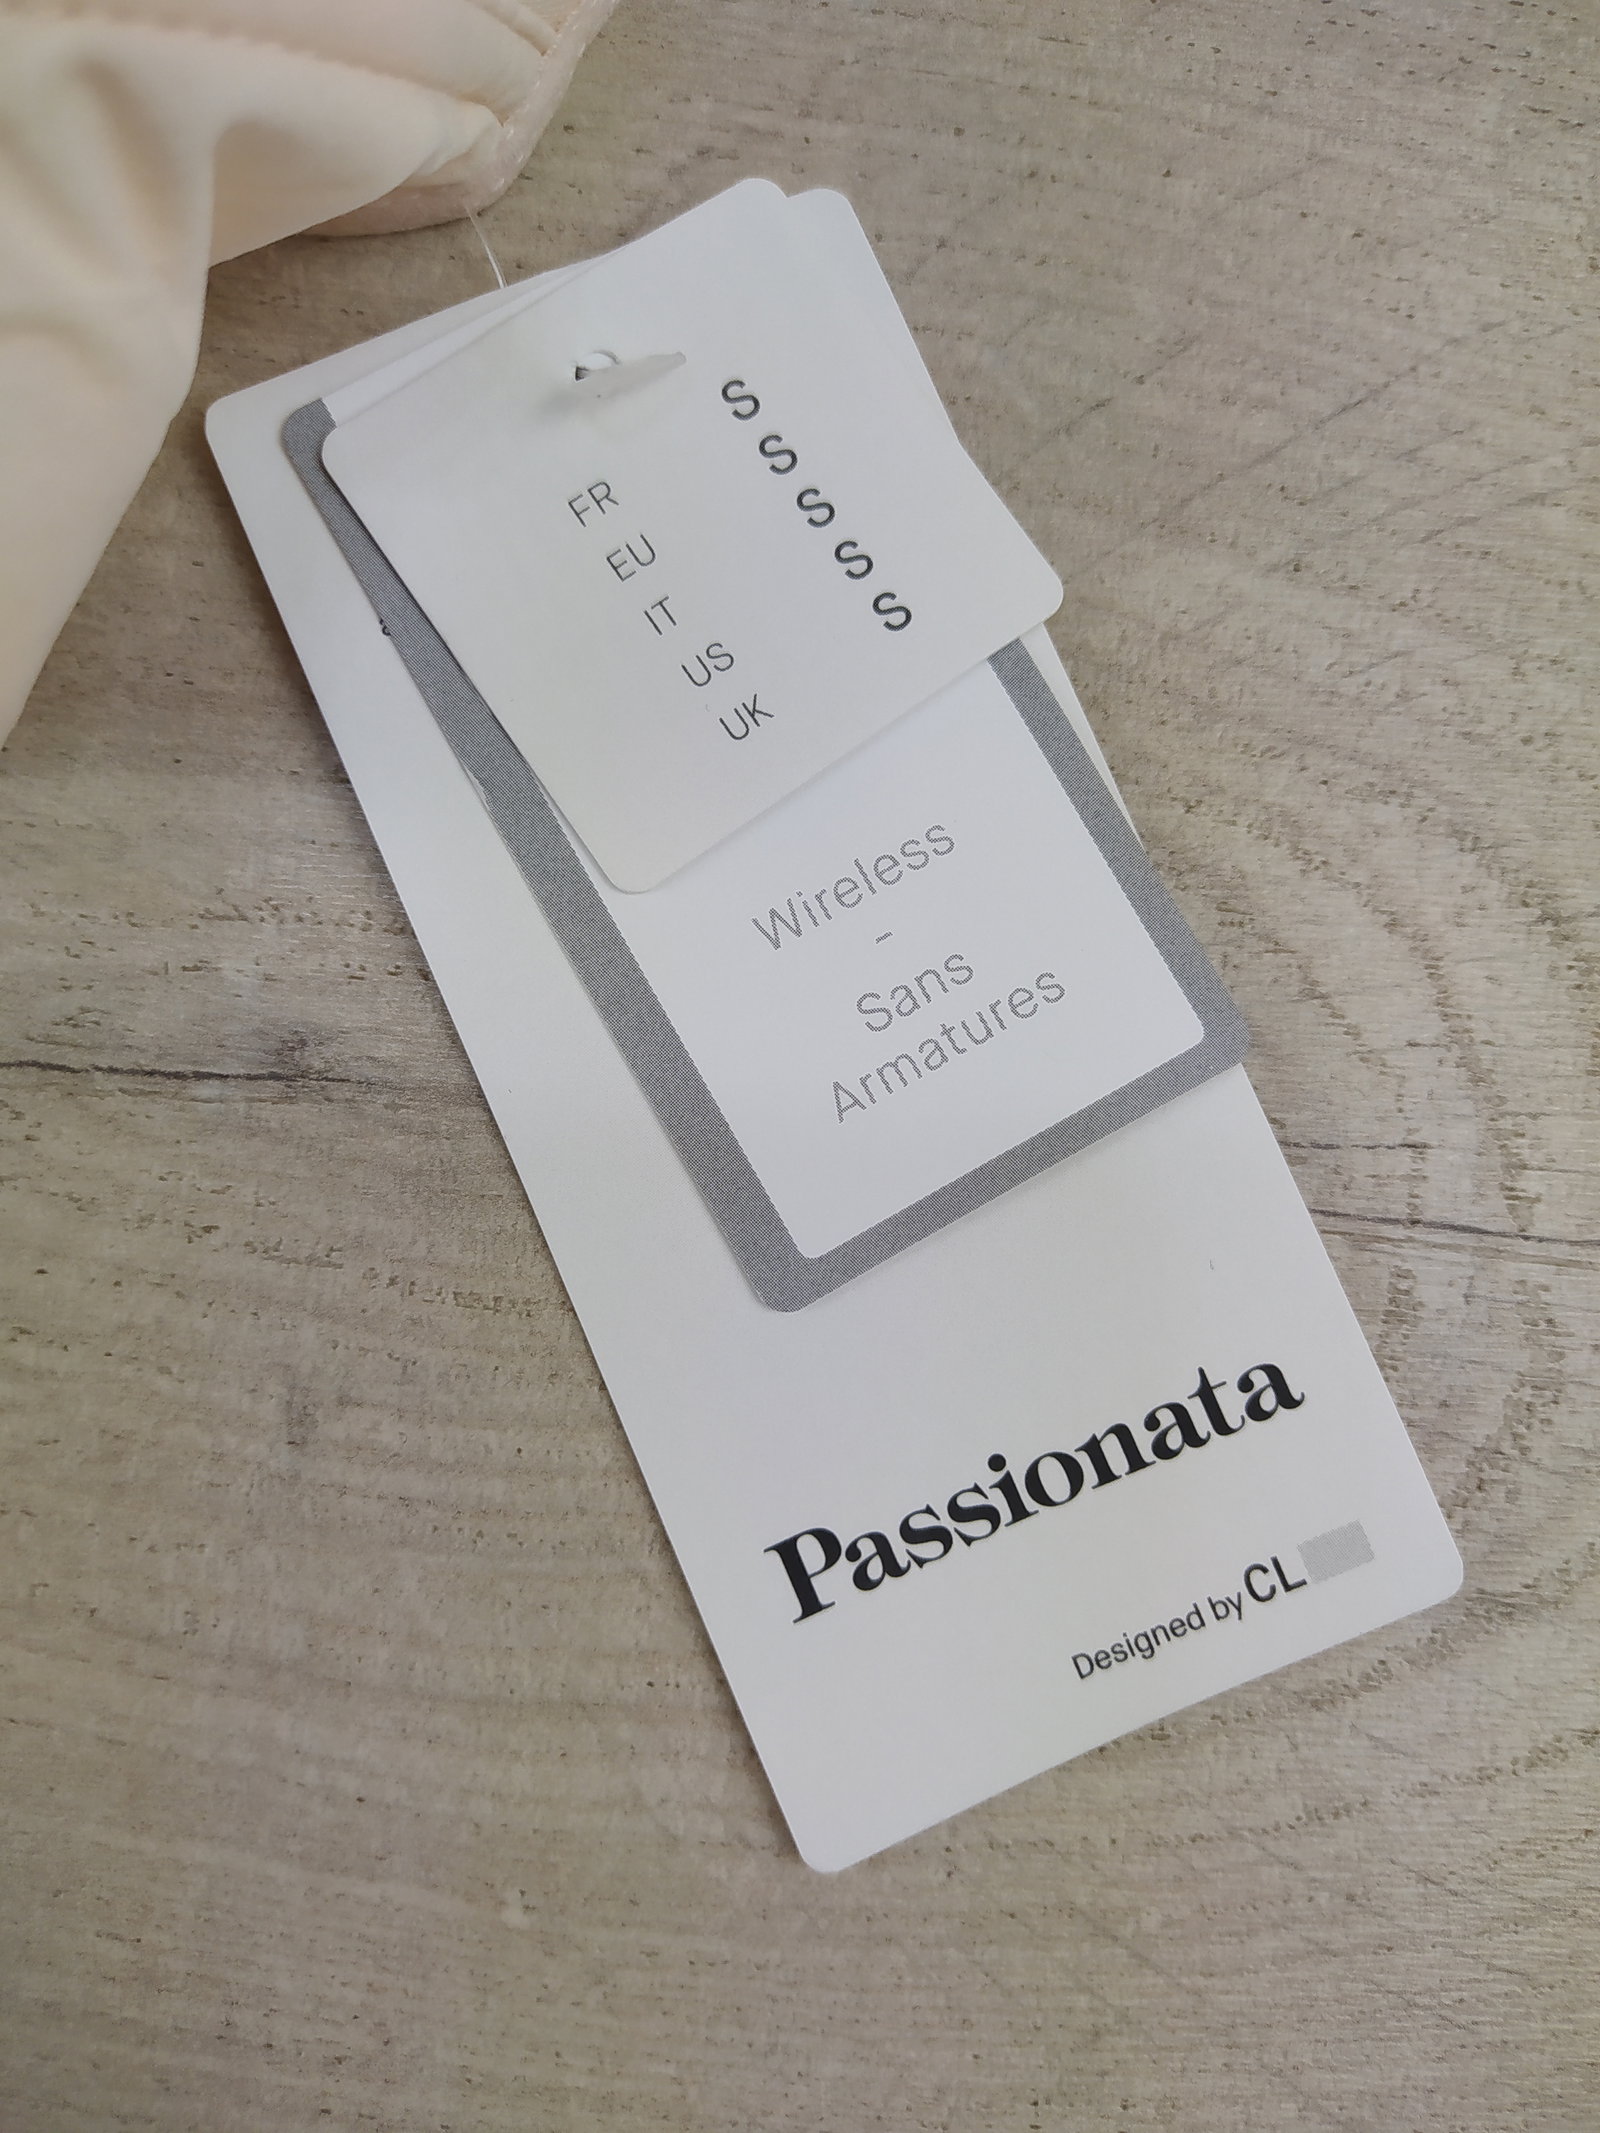 FR S
EU S
IT S
US S
UK S
Wireless
-
Sans
Armatures
Passionata
Designed by CL